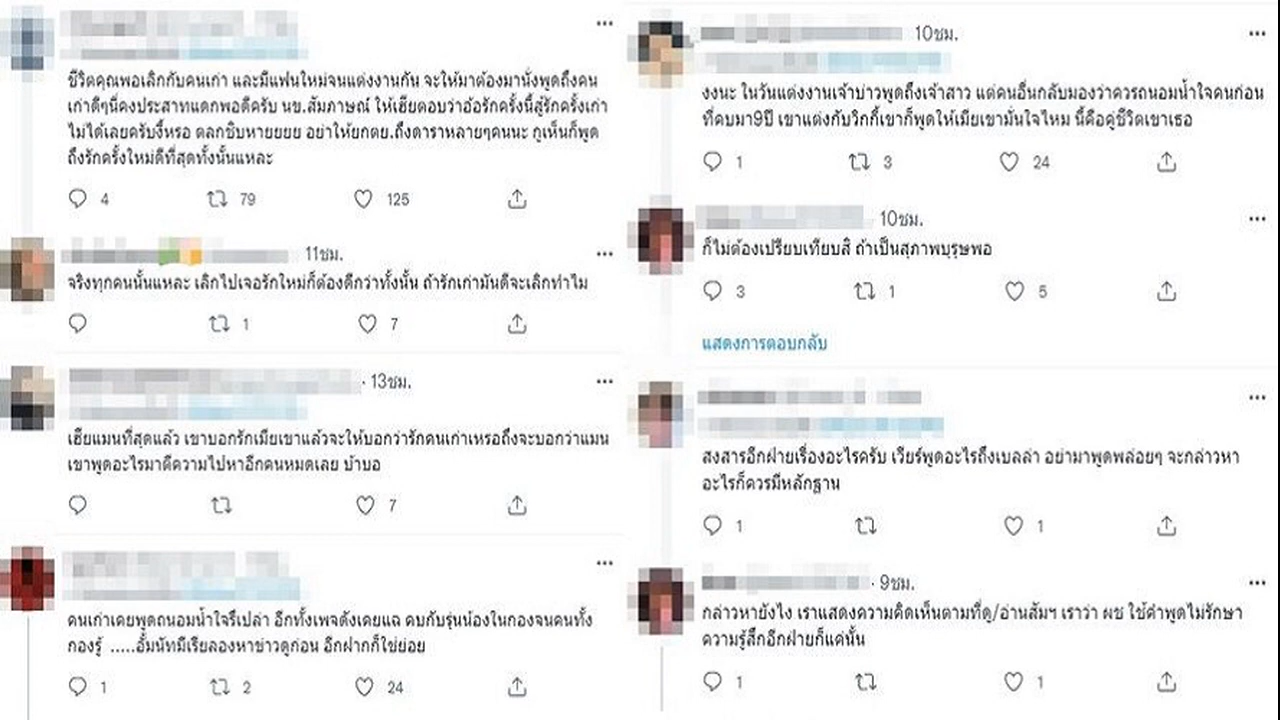 ชีวิตคุณพอเลิกกับคนเก่า และมีแฟนใหม่จนแต่งงานกัน จะให้มาต้องมานั่งพูดถึงคน
เก่าดีๆนี่คงประสาทแดกพอดีครับ นข.สัมภาษณ์ ให้เฮียตอบว่าอ๋อรักครั้งนี้สู้รักครั้งเก่า
ไม่ได้เลยครับงี้หรอ ตลกชิบหายยยย อย่าให้ยกตย.ถึงดาราหลายๆคนนะ กูเห็นก็พูด
ถึงรักครั้งใหม่ดีที่สุดทั้งนั้นแหละ
4 79 125
11ชม.
จริงทุกคนนั้นแหละ เลิกไปเจอรักใหม่ก็ต้องดีกว่าทั้งนั้น ถ้ารักเก่ามันดีจะเลิกทำไม
1 7
· 13ชม.
เฮียแมนที่สุดแล้ว เขาบอกรักเมียเขาแล้วจะให้บอกว่ารักคนเก่าเหรอถึงจะบอกว่าแมน
เขาพูดอะไรมาตีความไปหาอีกคนหมดเลย บ้าบอ
7
คนเก่าเคยพูดถนอมน้ำใจรึเปล่า อีกทั้งเพจดังเคยแฉ คบกับรุ่นน้องในกองจนคนทั้ง
กองรู้ .....อั้มนัทมีเรียลองหาข่าวดูก่อน อีกฝากก็ใช่ย่อย
1 2 24
10ชม.
งงนะ ในวันแต่งงานเจ้าบ่าวพูดถึงเจ้าสาว แต่คนอื่นกลับมองว่าควรถนอมน้ำใจคนก่อน
ที่คบมา9ปี เขาแต่งกับวิกกี้เขาก็พูดให้เมียเขามั่นใจไหม นี้คือคู่ชีวิตเขาเธอ
1 3 24
10ชม.
ก็ไม่ต้องเปรียบเทียบสิ ถ้าเป็นสุภาพบุรุษพอ
3 1 5
แสดงการตอบกลับ
สงสารอีกฝ่ายเรื่องอะไรครับ เวียร์พูดอะไรถึงเบลล่า อย่ามาพูดพล่อยๆ จะกล่าวหา
อะไรก็ควรมีหลักฐาน
1 1
· 9ชม.
กล่าวหายังไง เราแสดงความคิดเห็นตามที่ดู/อ่านสัมฯ เราว่า ผช ใช้คำพูดไม่รักษา
ความรู้สึกอีกฝ่ายก็แค่นั้น
1 1